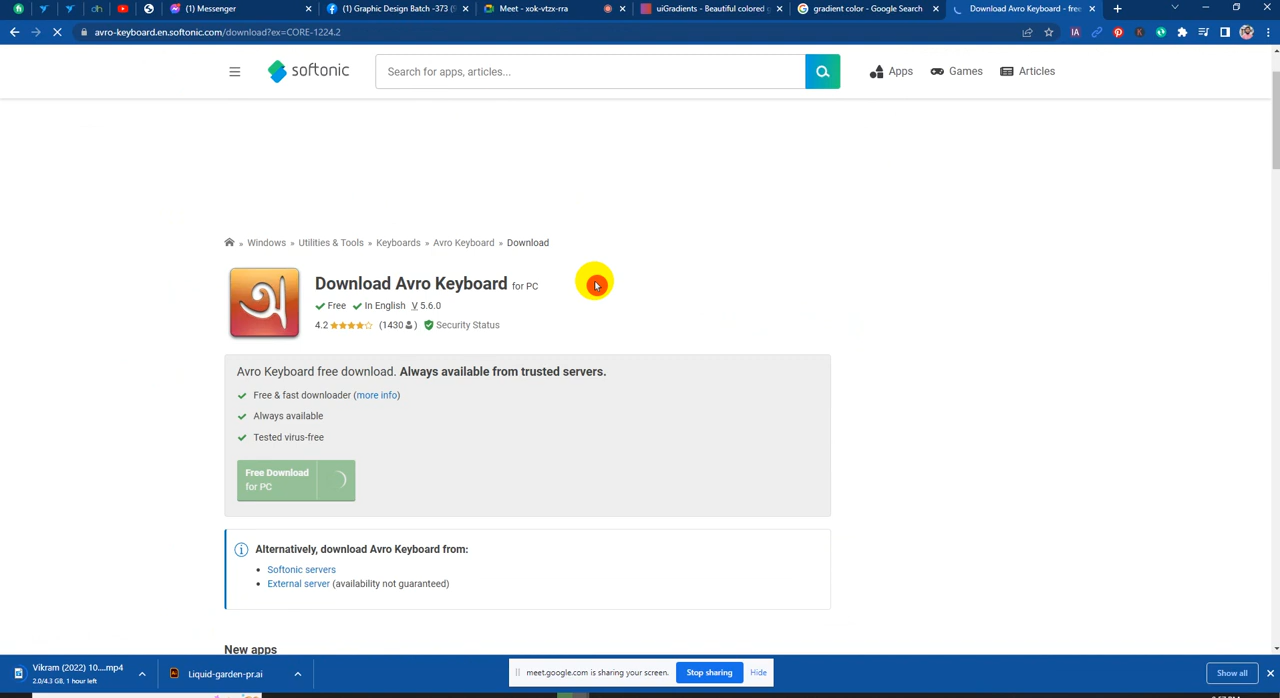 (1) Messenger
(1) Graphic Design Batch -373 (
Meet - xok-vtzx-rra
uiGradients - Beautiful colored g
gradient color - Google Search
Download Avro Keyboard - free
avro-keyboard.en.softonic.com/download?ex=CORE-1224.2
softonic
Search for apps, articles...
Apps
Games
Articles
» Windows » Utilities & Tools » Keyboards » Avro Keyboard » Download
অ
Download Avro Keyboard for PC
Free In English V 5.6.0
4.2 (1430) Security Status
Avro Keyboard free download. Always available from trusted servers.
Free & fast downloader (more info)
Always available
Tested virus-free
Free Download
for PC
Alternatively, download Avro Keyboard from:
• Softonic servers
• External server (availability not guaranteed)
New apps
Vikram (2022) 10....mp4
2.0/4.3 GB, 1 hour left
Liquid-garden-pr.ai
meet.google.com is sharing your screen.
Stop sharing
Hide
Show all